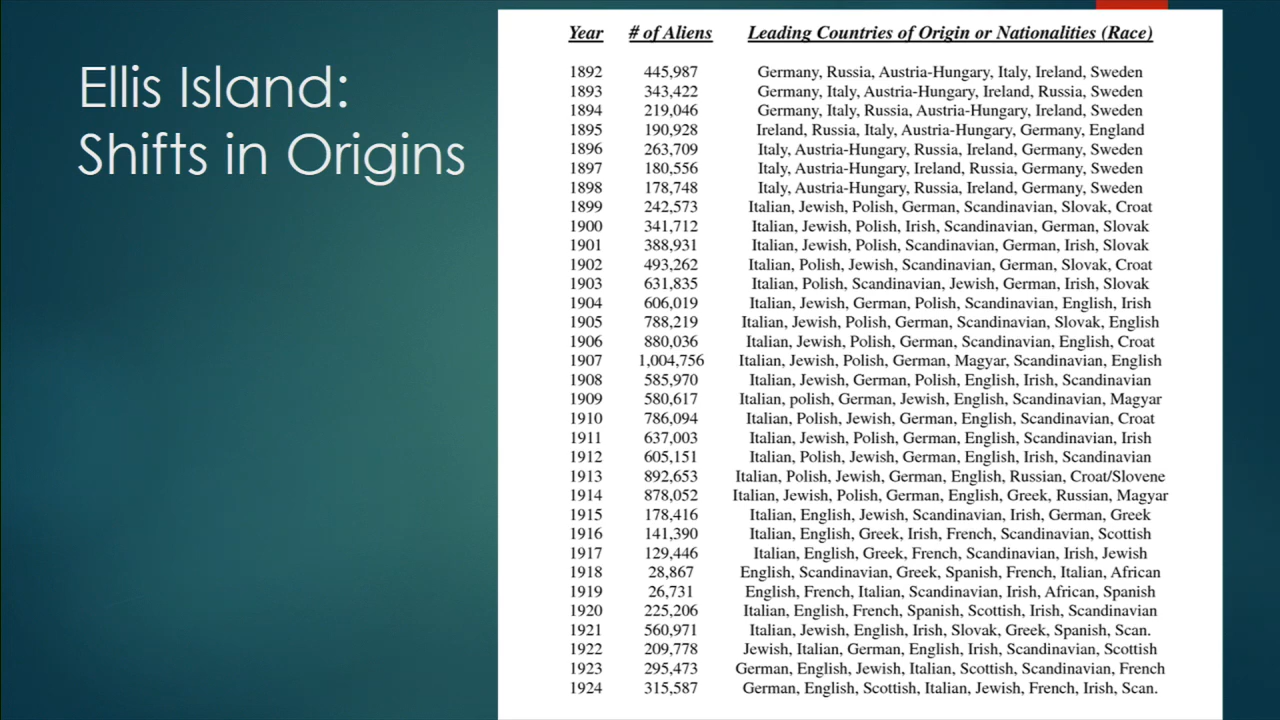 Ellis Island:
Shifts in Origins
Year # of Aliens Leading Countries of Origin or Nationalities (Race)
1892 445,987 Germany, Russia, Austria-Hungary, Italy, Ireland, Sweden
1893 343,422 Germany, Italy, Austria-Hungary, Ireland, Russia, Sweden
1894 219,046 Germany, Italy, Russia, Austria-Hungary, Ireland, Sweden
1895 190,928 Ireland, Russia, Italy, Austria-Hungary, Germany, England
1896 263,709 Italy, Austria-Hungary, Russia, Ireland, Germany, Sweden
1897 180,556 Italy, Austria-Hungary, Ireland, Russia, Germany, Sweden
1898 178,748 Italy, Austria-Hungary, Russia, Ireland, Germany, Sweden
1899 242,573 Italian, Jewish, Polish, German, Scandinavian, Slovak, Croat
1900 341,712 Italian, Jewish, Polish, Irish, Scandinavian, German, Slovak
1901 388,931 Italian, Jewish, Polish, Scandinavian, German, Irish, Slovak
1902 493,262 Italian, Polish, Jewish, Scandinavian, German, Slovak, Croat
1903 631,835 Italian, Polish, Scandinavian, Jewish, German, Irish, Slovak
1904 606,019 Italian, Jewish, German, Polish, Scandinavian, English, Irish
1905 788,219 Italian, Jewish, Polish, German, Scandinavian, Slovak, English
1906 880,036 Italian, Jewish, Polish, German, Scandinavian, English, Croat
1907 1,004,756 Italian, Jewish, Polish, German, Magyar, Scandinavian, English
1908 585,970 Italian, Jewish, German, Polish, English, Irish, Scandinavian
1909 580,617 Italian, polish, German, Jewish, English, Scandinavian, Magyar
1910 786,094 Italian, Polish, Jewish, German, English, Scandinavian, Croat
1911 637,003 Italian, Jewish, Polish, German, English, Scandinavian, Irish
1912 605,151 Italian, Polish, Jewish, German, English, Irish, Scandinavian
1913 892,653 Italian, Polish, Jewish, German, English, Russian, Croat/Slovene
1914 878,052 Italian, Jewish, Polish, German, English, Greek, Russian, Magyar
1915 178,416 Italian, English, Jewish, Scandinavian, Irish, German, Greek
1916 141,390 Italian, English, Greek, Irish, French, Scandinavian, Scottish
1917 129,446 Italian, English, Greek, French, Scandinavian, Irish, Jewish
1918 28,867 English, Scandinavian, Greek, Spanish, French, Italian, African
1919 26,731 English, French, Italian, Scandinavian, Irish, African, Spanish
1920 225,206 Italian, English, French, Spanish, Scottish, Irish, Scandinavian
1921 560,971 Italian, Jewish, English, Irish, Slovak, Greek, Spanish, Scan.
1922 209,778 Jewish, Italian, German, English, Irish, Scandinavian, Scottish
1923 295,473 German, English, Jewish, Italian, Scottish, Scandinavian, French
1924 315,587 German, English, Scottish, Italian, Jewish, French, Irish, Scan.